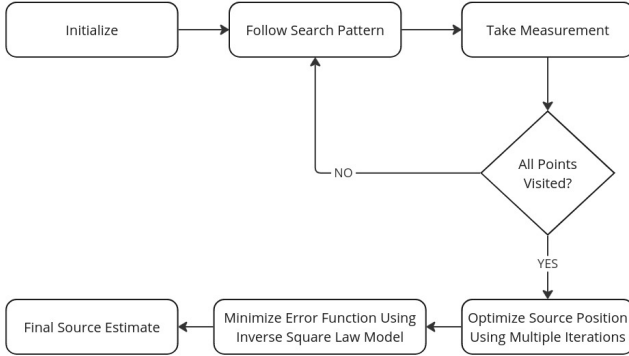 Initialize
Follow Search Pattern
Take Measurement
All Points
Visited?
NO
YES
Optimize Source Position
Using Multiple Iterations
Minimize Error Function Using
Inverse Square Law Model
Final Source Estimate